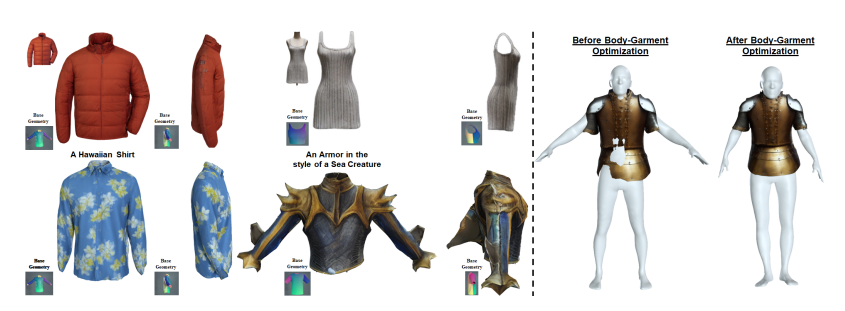 Before Body-Garment
Optimization
After Body-Garment
Optimization
Base
Geometry
Base
Geometry
Base
Geometry
Base
Geometry
A Hawaiian Shirt
An Armor in the
style of a Sea Creature
Base
Geometry
Base
Geometry
Base
Geometry
Base
Geometry